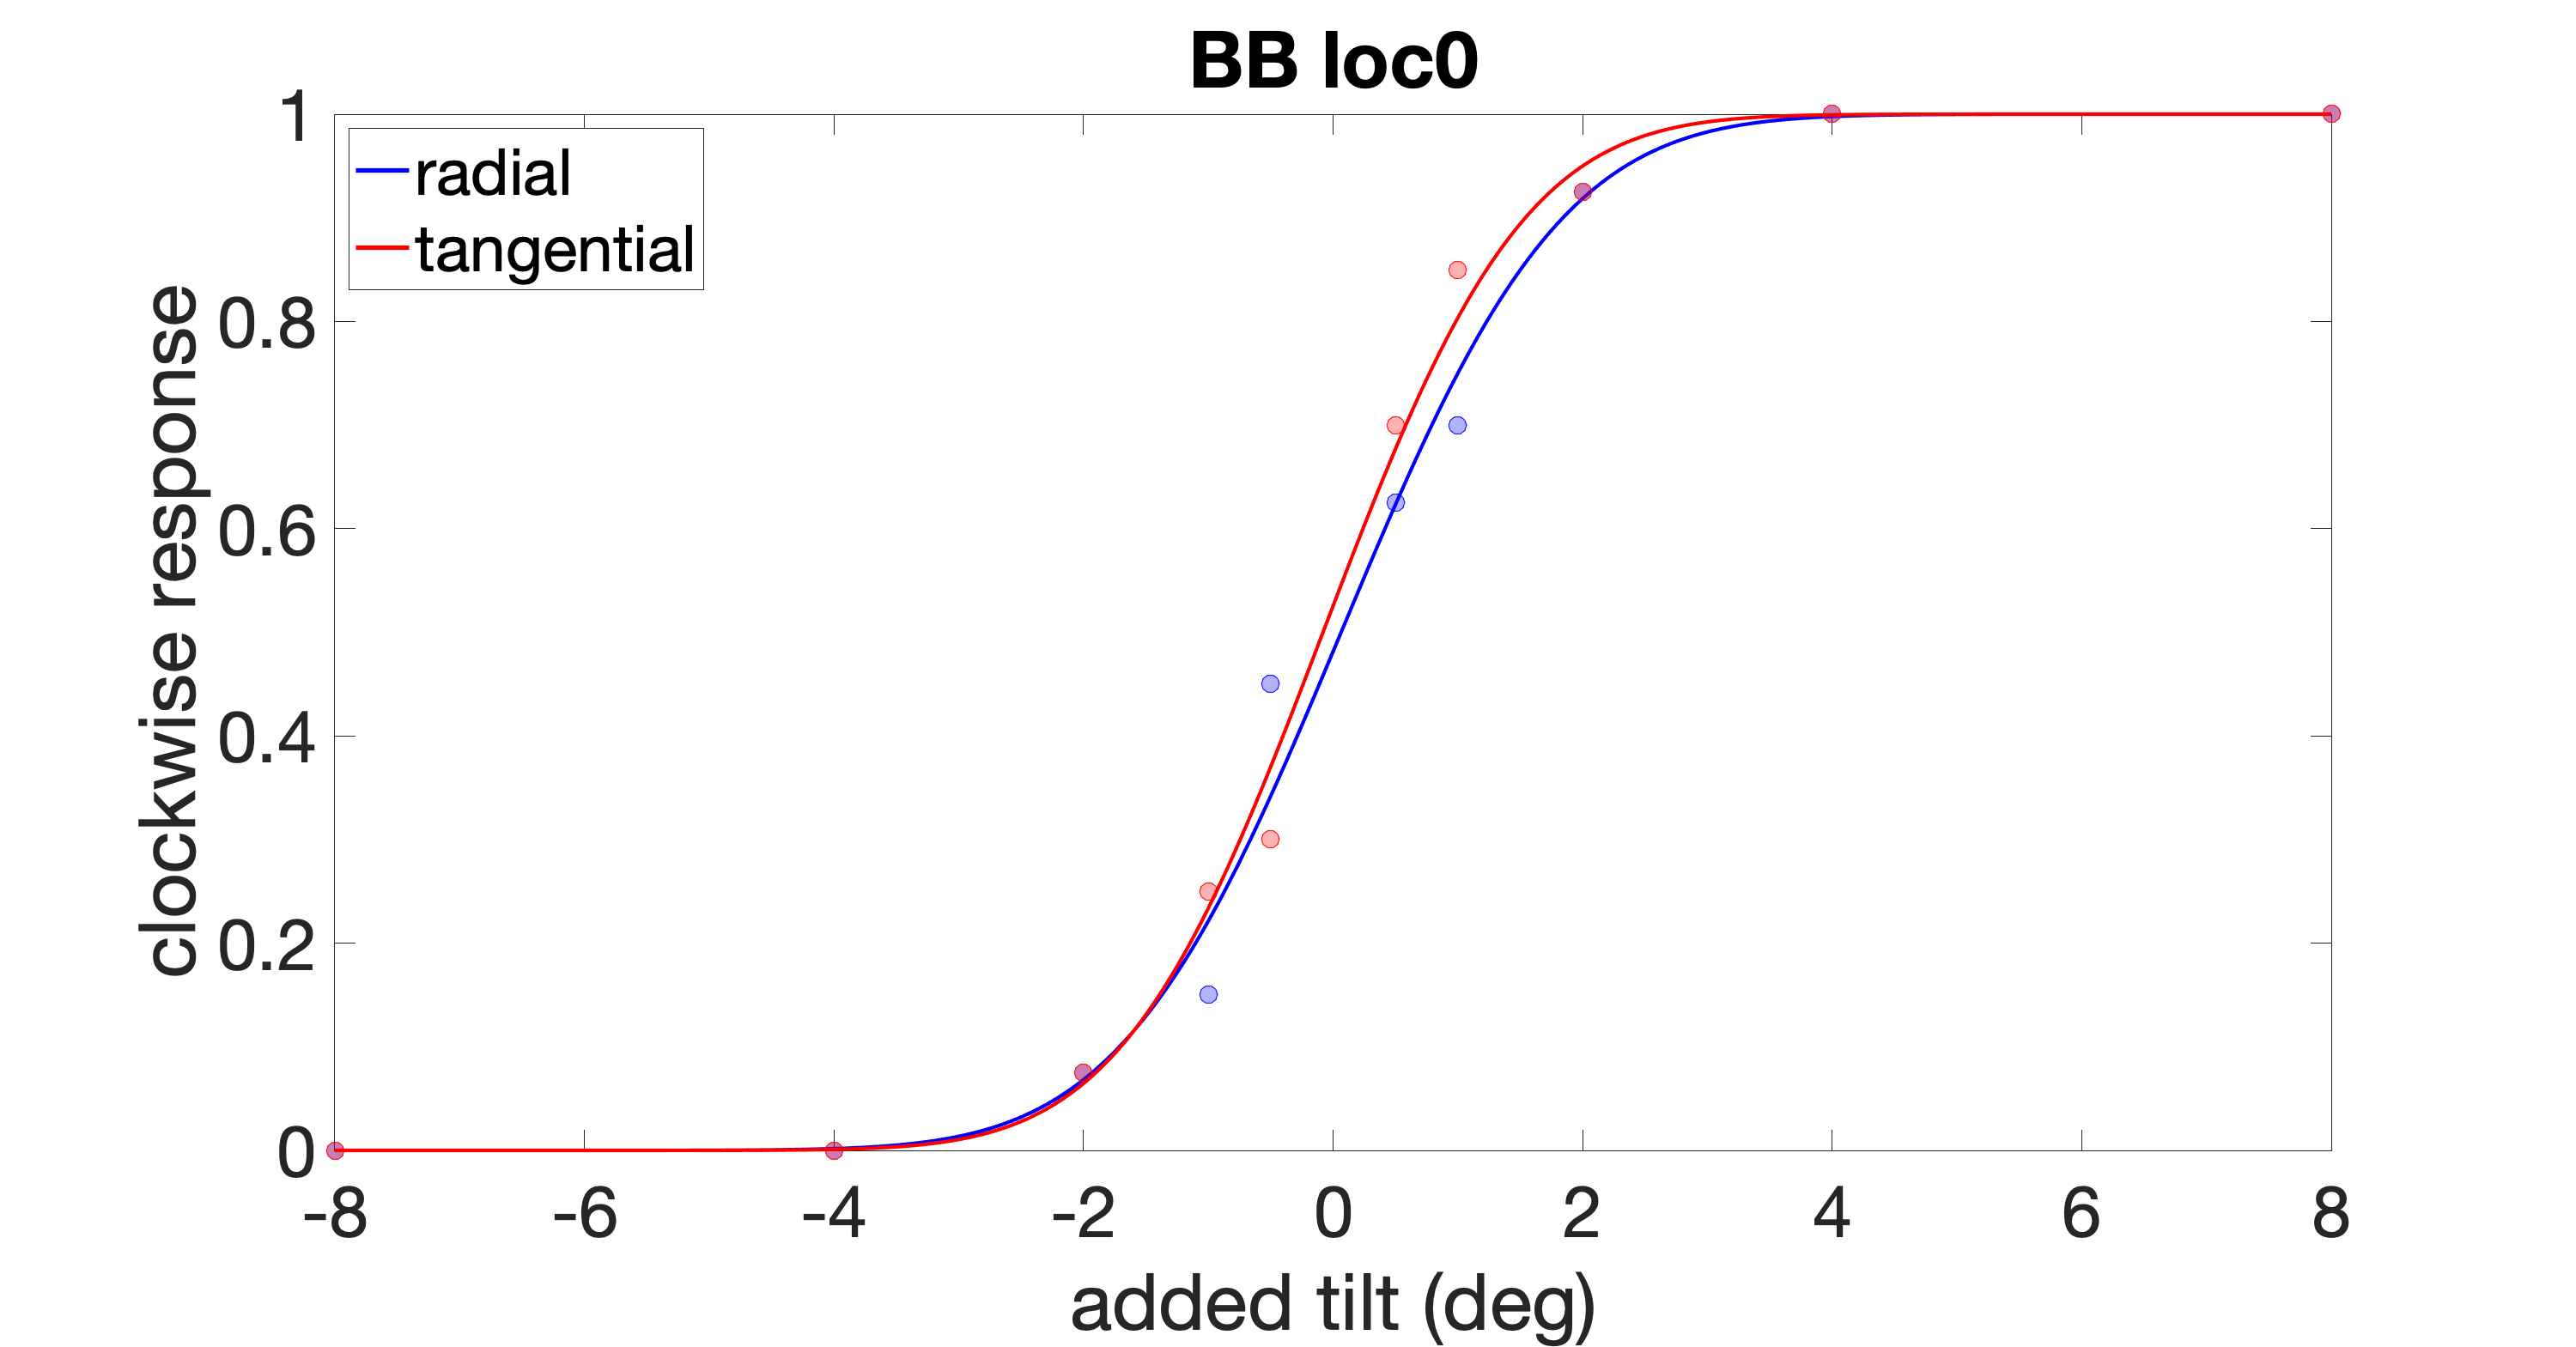 BB loc0
radial
tangential
clockwise response
1
0.8
0.6
0.4
0.2
0
-8 -6 -4 -2 0 2 4 6 8
added tilt (deg)